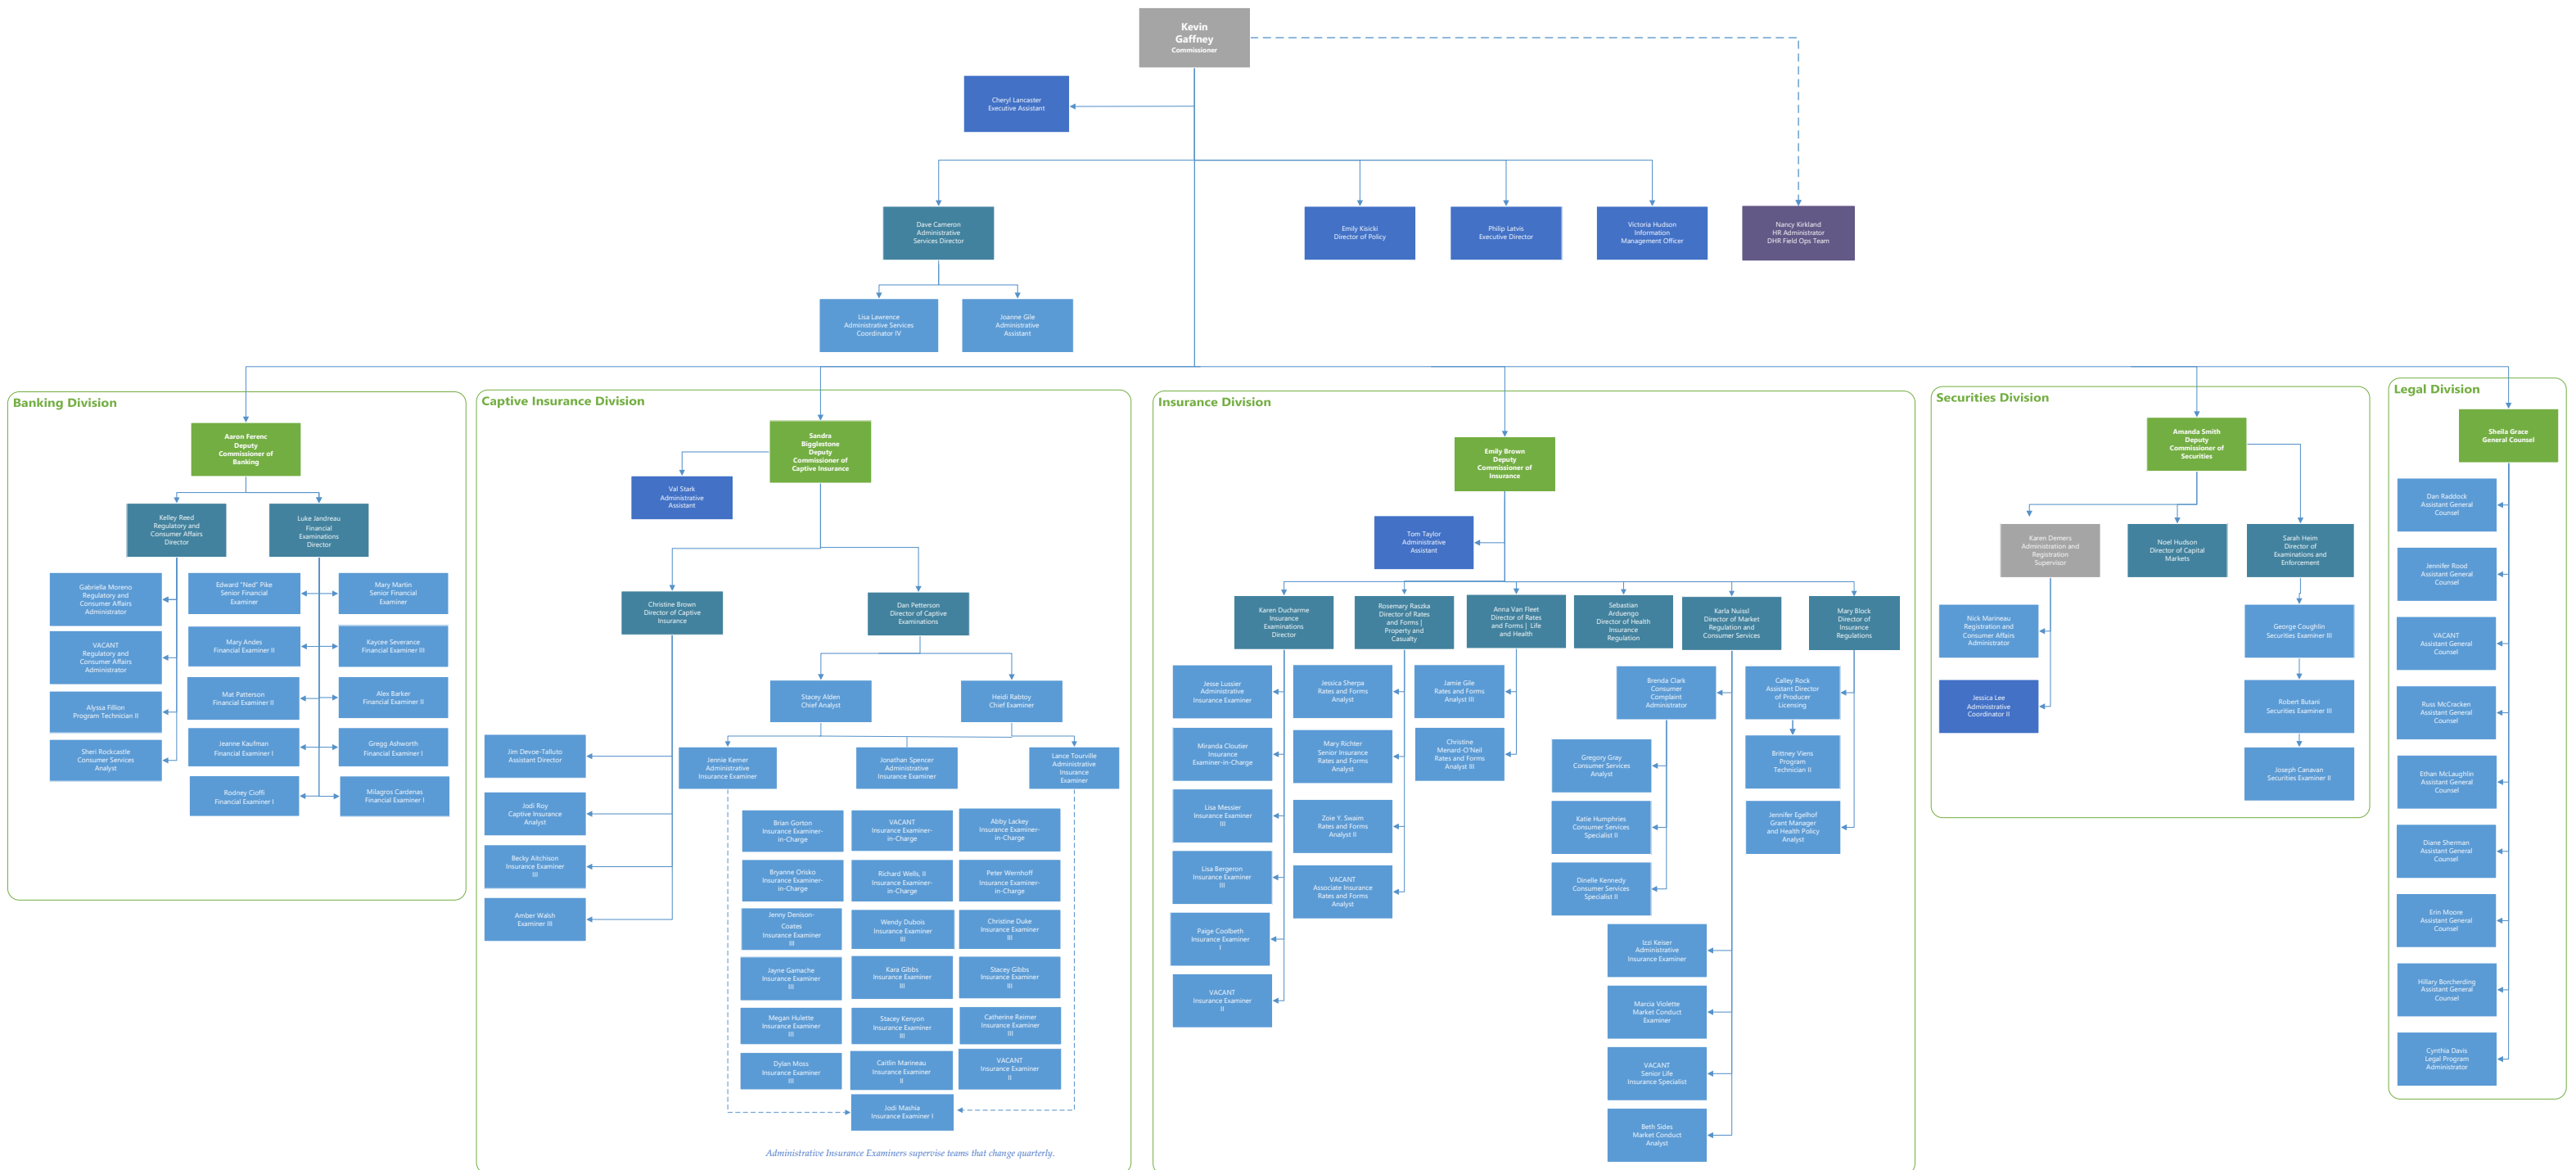 Kevin
Gaffney
Commissioner
Cheryl Lancaster
Executive Assistant
Dave Cameron
Administrative
Services Director
Emily Kisicki
Director of Policy
Philip Latvis
Executive Director
Victoria Hudson
Information
Management Officer
Nancy Kirkland
HR Administrator
DHR Field Ops Team
Lisa Lawrence
Administrative Services
Coordinator IV
Joanne Gile
Administrative
Assistant
Banking Division
Aaron Ferenc
Deputy
Commissioner of
Banking
Kelley Reed
Regulatory and
Consumer Affairs
Director
Luke Jandreau
Financial
Examinations
Director
Gabriella Moreno
Regulatory and
Consumer Affairs
Administrator
VACANT
Regulatory and
Consumer Affairs
Administrator
Alyssa Fillion
Program Technician II
Sheri Rockcastle
Consumer Services
Analyst
Edward "Ned" Pike
Senior Financial
Examiner
Mary Martin
Senior Financial
Examiner
Mary Andes
Financial Examiner II
Kaycee Severance
Financial Examiner III
Mat Patterson
Financial Examiner II
Alex Barker
Financial Examiner II
Jeanne Kaufman
Financial Examiner I
Gregg Ashworth
Financial Examiner I
Rodney Cioffi
Financial Examiner I
Milagros Cardenas
Financial Examiner I
Captive Insurance Division
Sandra
Bigglestone
Deputy
Commissioner of
Captive Insurance
Val Stark
Administrative
Assistant
Christine Brown
Director of Captive
Insurance
Dan Petterson
Director of Captive
Examinations
Stacey Alden
Chief Analyst
Heidi Rabtoy
Chief Examiner
Jim Devoe-Talluto
Assistant Director
Jodi Roy
Captive Insurance
Analyst
Becky Aitchison
Insurance Examiner
III
Amber Walsh
Examiner III
Jennie Kerner
Administrative
Insurance Examiner
Jonathan Spencer
Administrative
Insurance Examiner
Lance Tourville
Administrative
Insurance
Examiner
Brian Gorton
Insurance Examiner-
in-Charge
VACANT
Insurance Examiner-
in-Charge
Abby Lackey
Insurance Examiner-
in-Charge
Bryanne Orisko
Insurance Examiner-
in-Charge
Richard Wells, II
Insurance Examiner-
in-Charge
Peter Wernhoff
Insurance Examiner-
in-Charge
Jenny Denison-
Coates
Insurance Examiner
III
Wendy Dubois
Insurance Examiner
III
Christine Duke
Insurance Examiner
III
Jayne Gamache
Insurance Examiner
III
Kara Gibbs
Insurance Examiner
III
Stacey Gibbs
Insurance Examiner
III
Megan Hulette
Insurance Examiner
III
Stacey Kenyon
Insurance Examiner
III
Catherine Reimer
Insurance Examiner
III
Dylan Moss
Insurance Examiner
III
Caitlin Marineau
Insurance Examiner
II
VACANT
Insurance Examiner
II
Jodi Mashia
Insurance Examiner I
Administrative Insurance Examiners supervise teams that change quarterly.
Insurance Division
Emily Brown
Deputy
Commissioner of
Insurance
Tom Taylor
Administrative
Assistant
Karen Ducharme
Insurance
Examinations
Director
Rosemary Raszka
Director of Rates
and Forms |
Property and
Casualty
Anna Van Fleet
Director of Rates
and Forms | Life
and Health
Sebastian
Arduengo
Director of Health
Insurance
Regulation
Karla Nuissl
Director of Market
Regulation and
Consumer Services
Mary Block
Director of
Insurance
Regulations
Jesse Lussier
Administrative
Insurance Examiner
Miranda Cloutier
Insurance
Examiner-in-Charge
Lisa Messier
Insurance Examiner
III
Lisa Bergeron
Insurance Examiner
III
Paige Coolbeth
Insurance Examiner
I
VACANT
Insurance Examiner
II
Jessica Sherpa
Rates and Forms
Analyst
Mary Richter
Senior Insurance
Rates and Forms
Analyst
Zoie Y. Swaim
Rates and Forms
Analyst II
VACANT
Associate Insurance
Rates and Forms
Analyst
Jamie Gile
Rates and Forms
Analyst III
Christine
Menard-O'Neil
Rates and Forms
Analyst III
Brenda Clark
Consumer
Complaint
Administrator
Gregory Gray
Consumer Services
Analyst
Katie Humphries
Consumer Services
Specialist II
Dinelle Kennedy
Consumer Services
Specialist II
Izzi Keiser
Administrative
Insurance Examiner
Marcia Violette
Market Conduct
Examiner
VACANT
Senior Life
Insurance Specialist
Beth Sides
Market Conduct
Analyst
Calley Rock
Assistant Director
of Producer
Licensing
Brittney Viens
Program
Technician II
Jennifer Egelhof
Grant Manager
and Health Policy
Analyst
Securities Division
Amanda Smith
Deputy
Commissioner of
Securities
Karen Demers
Administration and
Registration
Supervisor
Noel Hudson
Director of Capital
Markets
Sarah Heim
Director of
Examinations and
Enforcement
Nick Marineau
Registration and
Consumer Affairs
Administrator
Jessica Lee
Administrative
Coordinator II
George Coughlin
Securities Examiner III
Robert Butani
Securities Examiner III
Joseph Canavan
Securities Examiner II
Legal Division
Sheila Grace
General Counsel
Dan Raddock
Assistant General
Counsel
Jennifer Rood
Assistant General
Counsel
VACANT
Assistant General
Counsel
Russ McCracken
Assistant General
Counsel
Ethan McLaughlin
Assistant General
Counsel
Diane Sherman
Assistant General
Counsel
Erin Moore
Assistant General
Counsel
Hillary Borcherding
Assistant General
Counsel
Cynthia Davis
Legal Program
Administrator